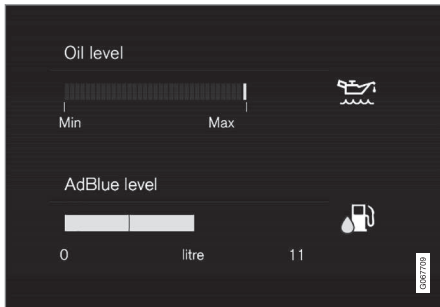 Oil level
Min Max
AdBlue level
0 litre 11
G067709